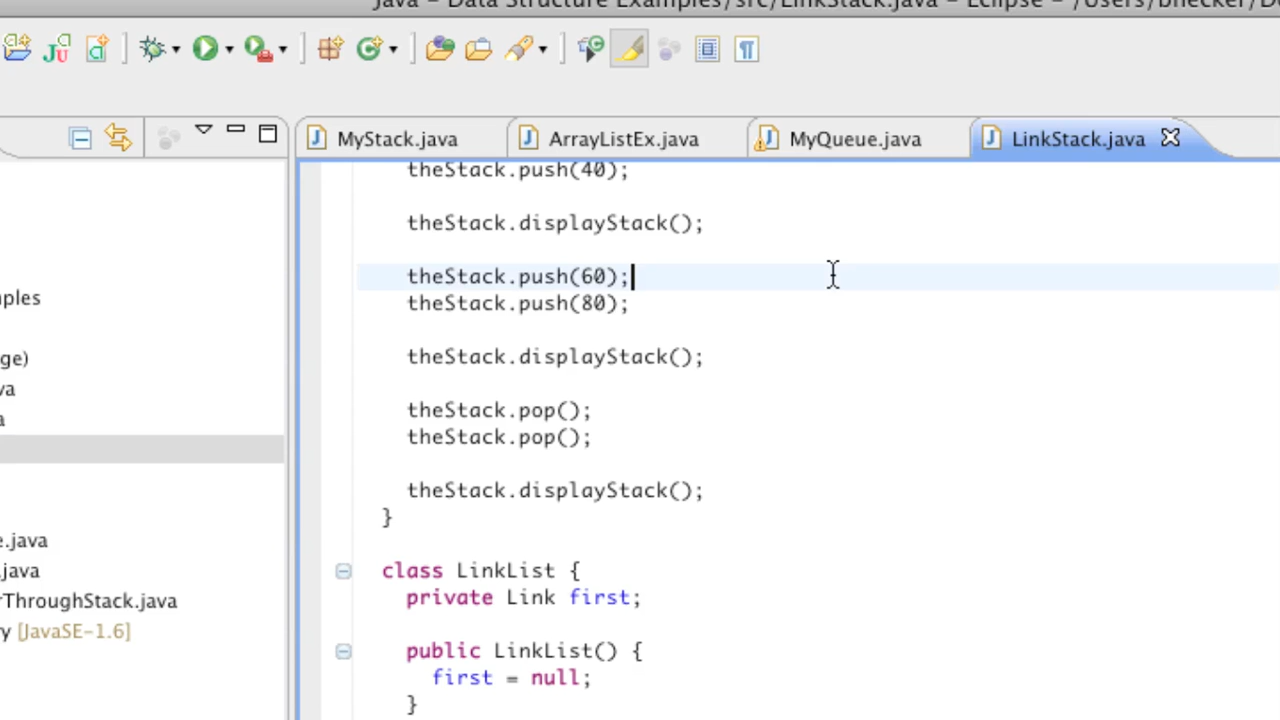 Java – Data Structure Examples/src/LinkStack.java – Eclipse – /Users/bhecker/D
MyStack.java
ArrayListEx.java
MyQueue.java
LinkStack.java
ples
ge)
va
a
e.java
.java
rThroughStack.java
y [JavaSE-1.6]
theStack.push(40);
theStack.displayStack();
theStack.push(60);
theStack.push(80);
theStack.displayStack();
theStack.pop();
theStack.pop();
theStack.displayStack();
}
class LinkList {
private Link first;
public LinkList() {
first = null;
}